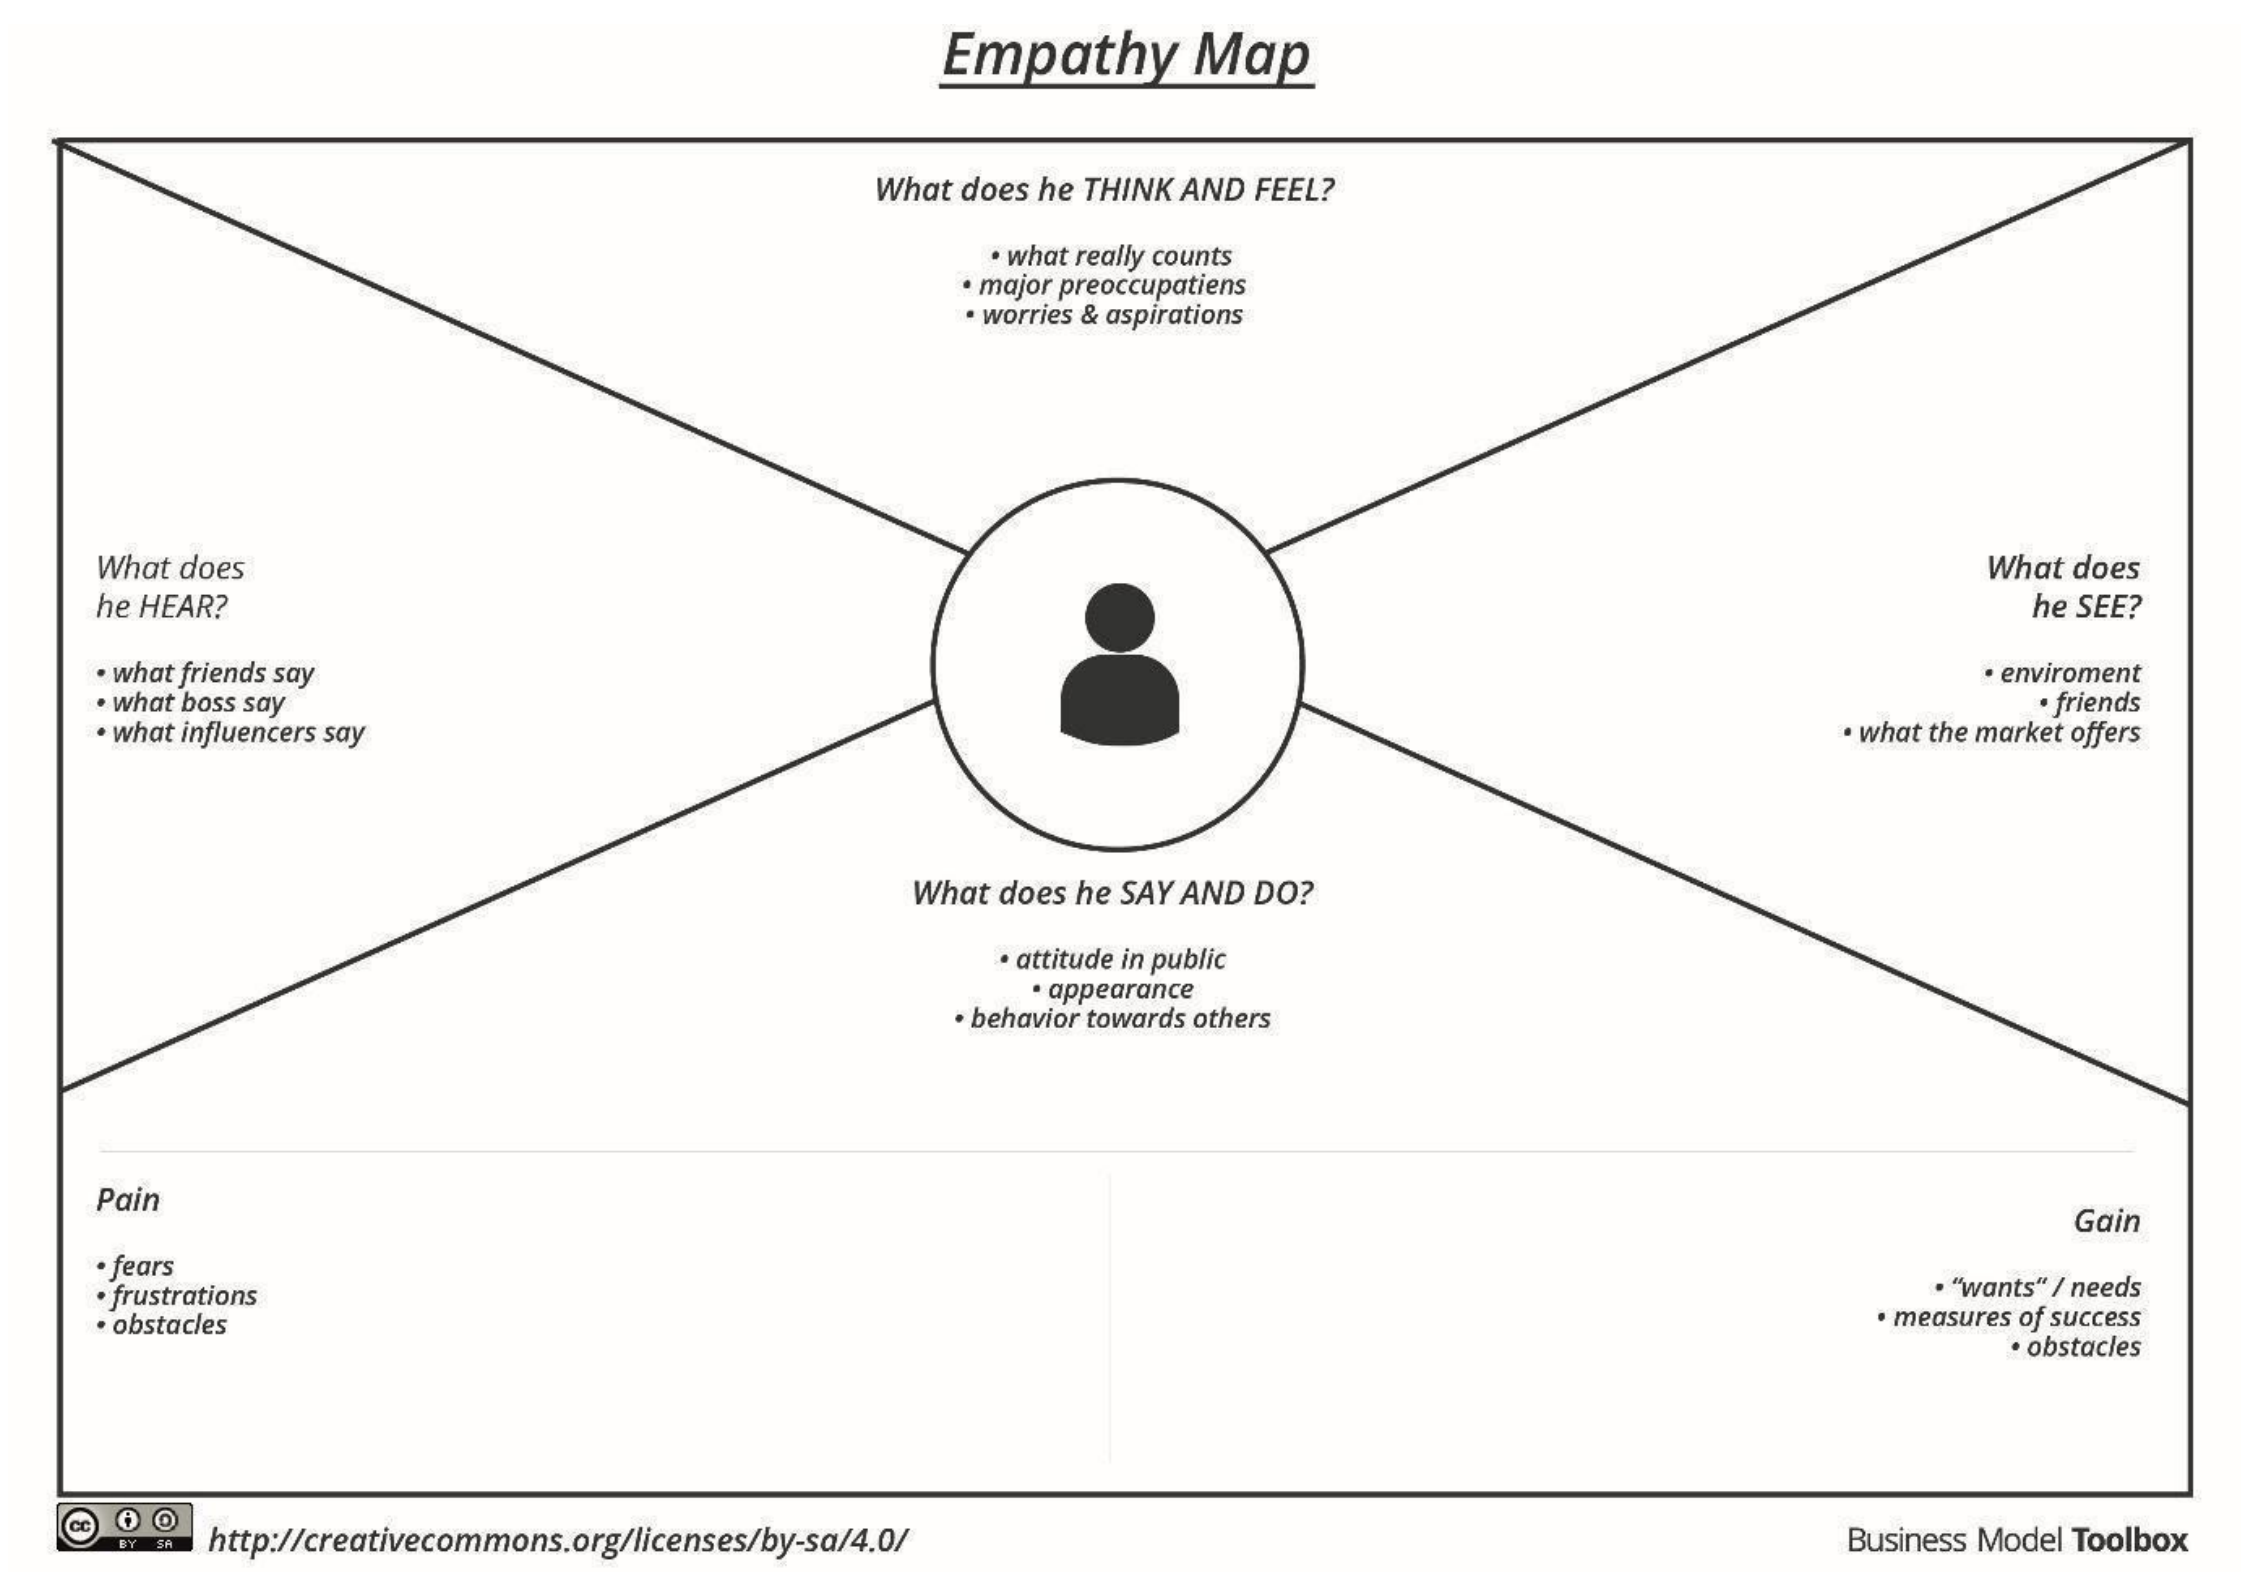 Empathy Map
What does he THINK AND FEEL?
• what really counts
• major preoccupatiens
• worries & aspirations
What does
he HEAR?
• what friends say
• what boss say
• what influencers say
What does
he SEE?
• enviroment
• friends
• what the market offers
What does he SAY AND DO?
• attitude in public
• appearance
• behavior towards others
Pain
• fears
• frustrations
• obstacles
Gain
• “wants“ / needs
• measures of success
• obstacles
cc BY SA
http://creativecommons.org/licenses/by-sa/4.0/
Business Model Toolbox